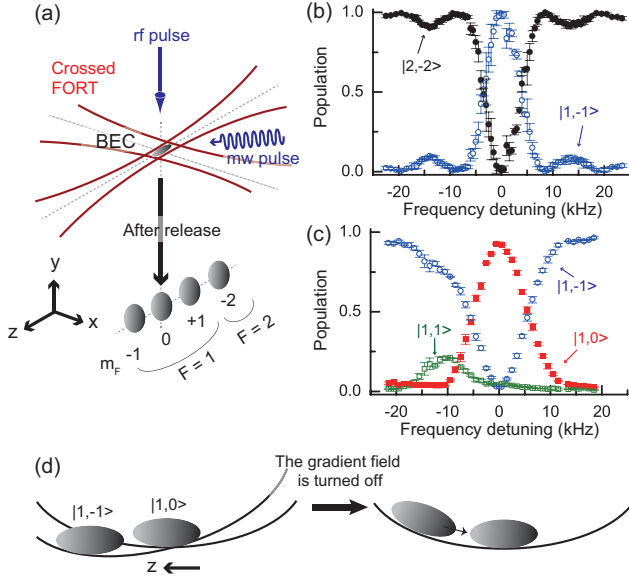 (a)
rf pulse
Crossed
FORT
BEC
mw pulse
After release
y
z
x
-2
+1
0
m_F -1
F = 1
F = 2
(b)
1.0
0.5
0.0
Population
|2,-2>
|1,-1>
-20 -10 0 10 20
Frequency detuning (kHz)
(c)
1.0
0.5
0.0
Population
|1,-1>
|1,1>
|1,0>
-20 -10 0 10 20
Frequency detuning (kHz)
(d)
|1,-1>
|1,0>
z
The gradient field
is turned off